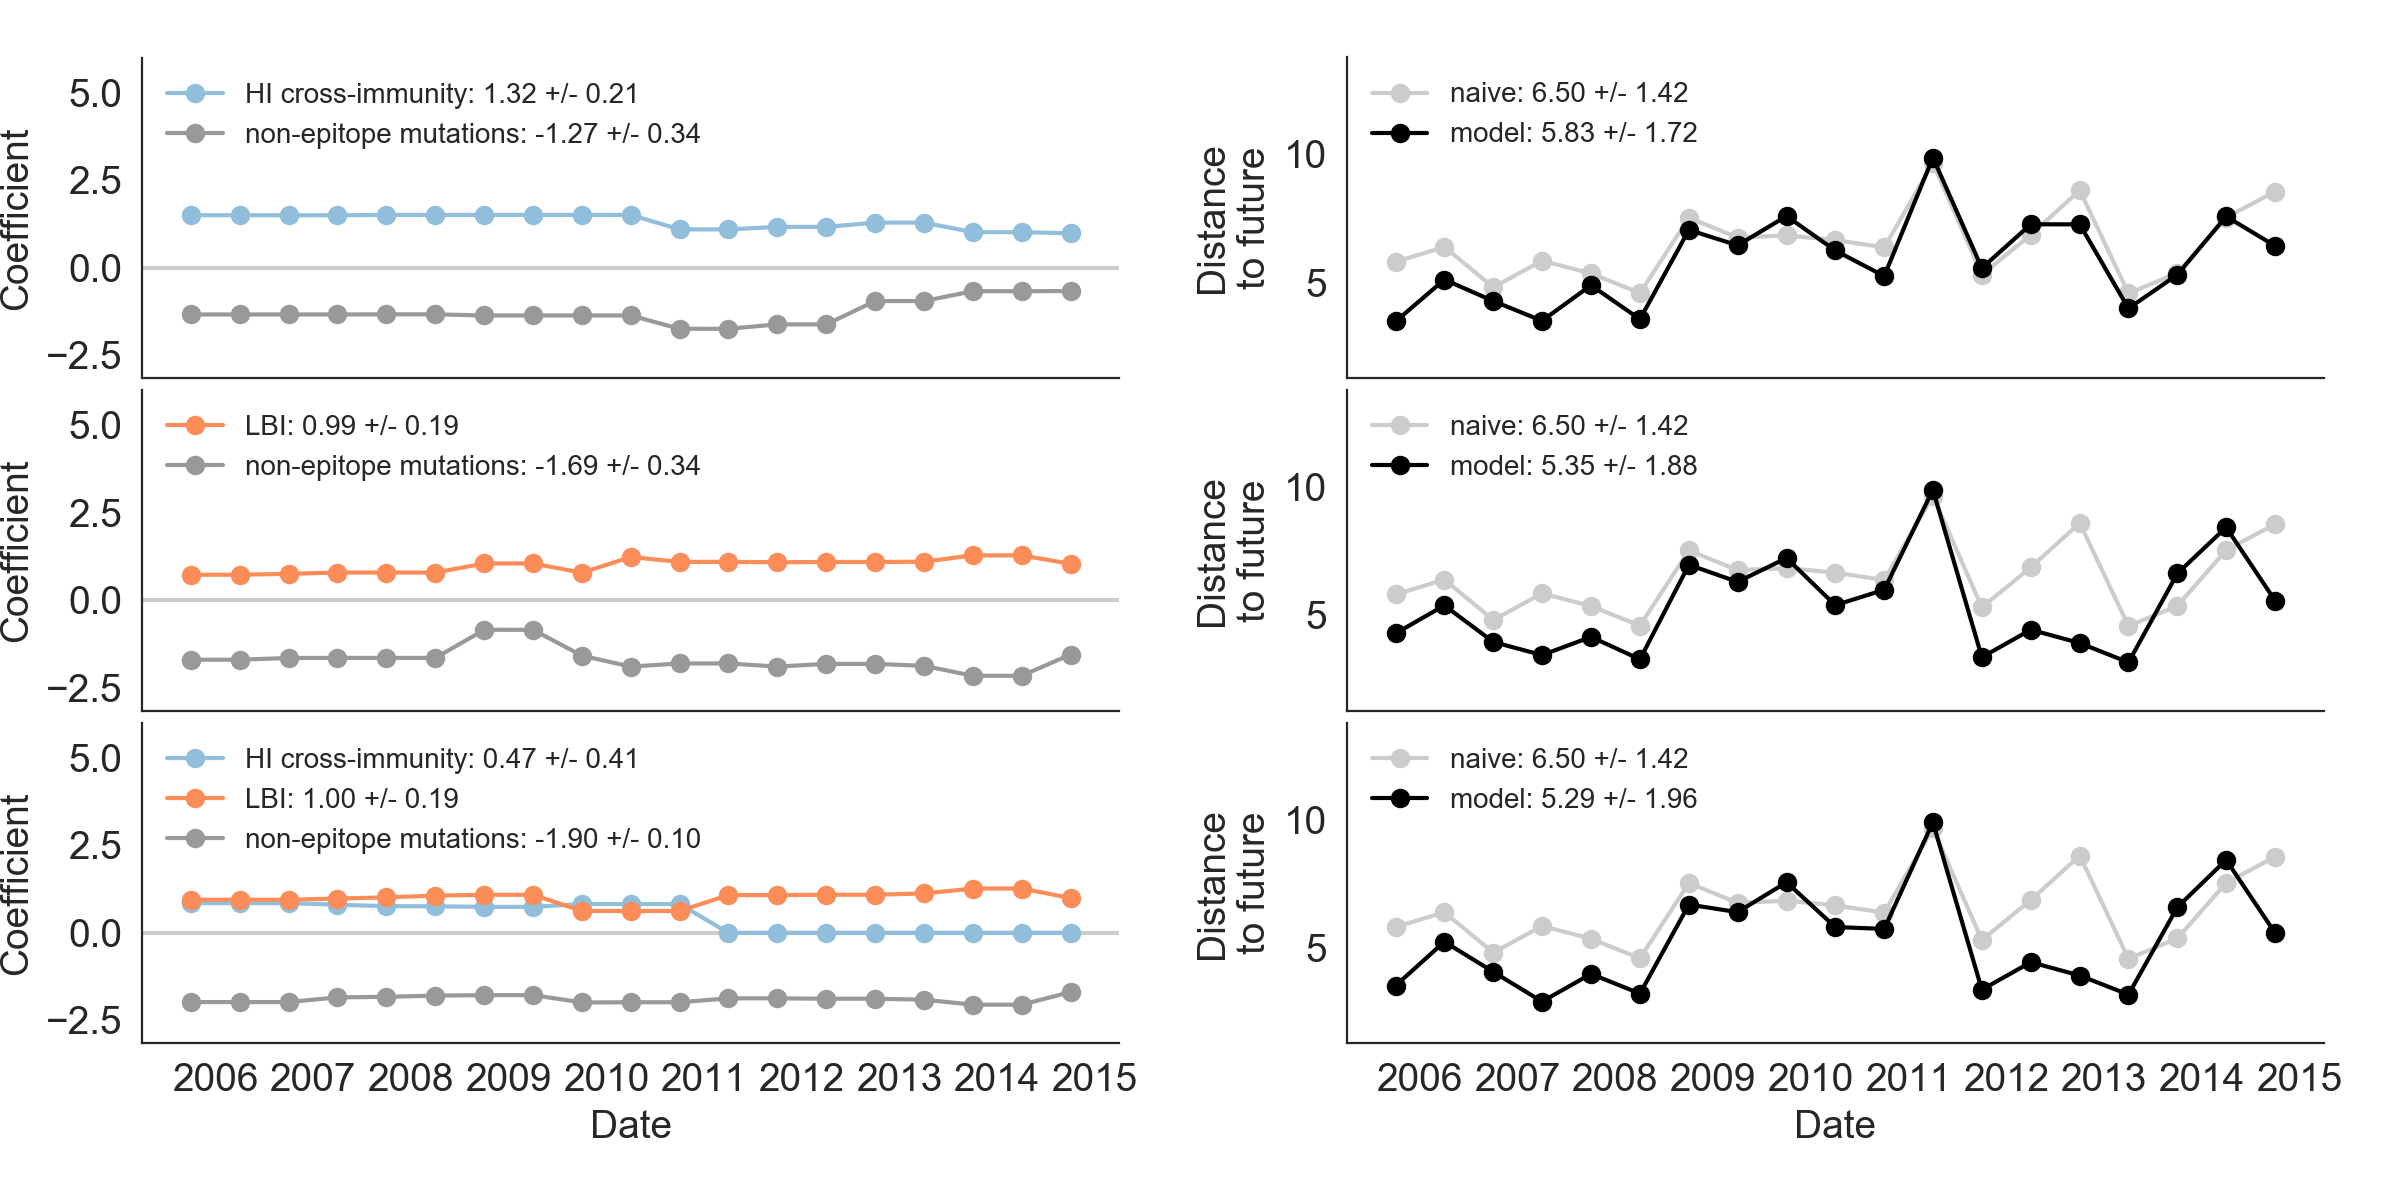 5.0
2.5
0.0
−2.5
Coefficient
HI cross-immunity: 1.32 +/- 0.21
non-epitope mutations: -1.27 +/- 0.34
10
5
Distance
to future
naive: 6.50 +/- 1.42
model: 5.83 +/- 1.72
5.0
2.5
0.0
−2.5
Coefficient
LBI: 0.99 +/- 0.19
non-epitope mutations: -1.69 +/- 0.34
10
5
Distance
to future
naive: 6.50 +/- 1.42
model: 5.35 +/- 1.88
5.0
2.5
0.0
−2.5
Coefficient
HI cross-immunity: 0.47 +/- 0.41
LBI: 1.00 +/- 0.19
non-epitope mutations: -1.90 +/- 0.10
2006 2007 2008 2009 2010 2011 2012 2013 2014 2015
Date
10
5
Distance
to future
naive: 6.50 +/- 1.42
model: 5.29 +/- 1.96
2006 2007 2008 2009 2010 2011 2012 2013 2014 2015
Date